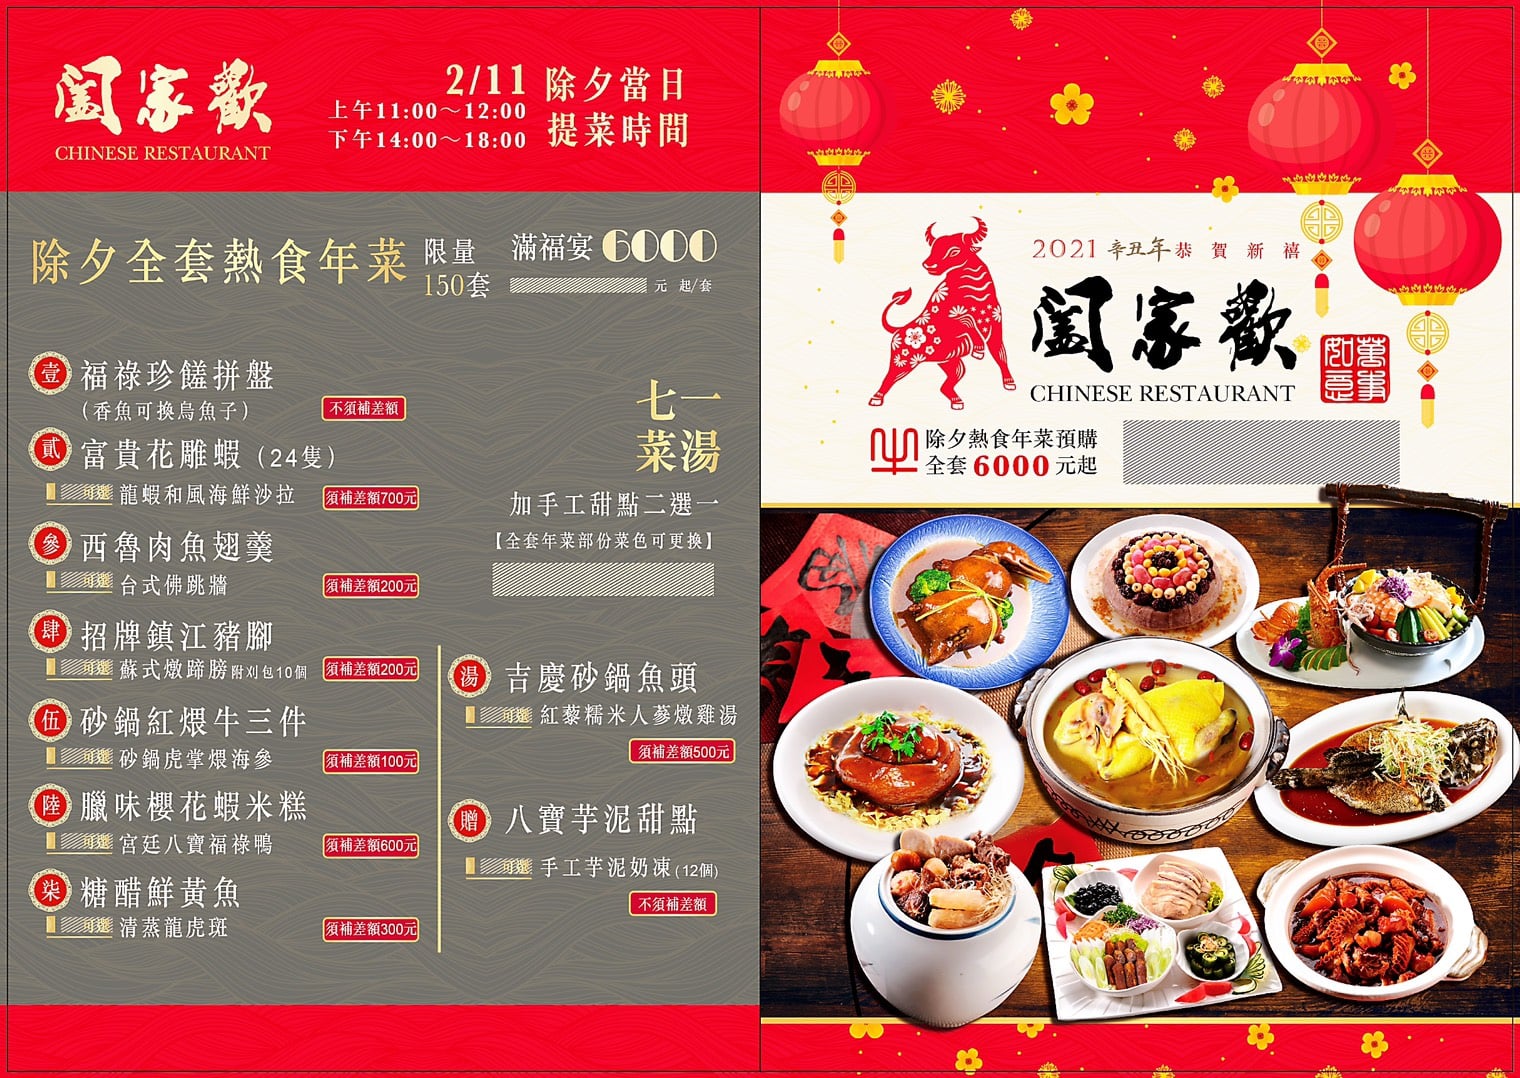 闔家歡
CHINESE RESTAURANT
2/11 除夕當日
上午11:00～12:00
下午14:00～18:00
提菜時間
除夕全套熱食年菜
限量
150套
滿福宴 6000
元 起/套
壹 福祿珍饈拼盤
（香魚可換烏魚子）
不須補差額
貳 富貴花雕蝦（24隻）
可選 龍蝦和風海鮮沙拉
須補差額700元
參 西魯肉魚翅羹
可選 台式佛跳牆
須補差額200元
肆 招牌鎮江豬腳
可選 蘇式燉蹄膀 附刈包10個
須補差額200元
伍 砂鍋紅煨牛三件
可選 砂鍋虎掌煨海參
須補差額100元
陸 臘味櫻花蝦米糕
可選 宮廷八寶福祿鴨
須補差額600元
柒 糖醋鮮黃魚
可選 清蒸龍虎斑
須補差額300元
七菜
一湯
加手工甜點二選一
【全套年菜部份菜色可更換】
湯 吉慶砂鍋魚頭
可選 紅藜糯米人蔘燉雞湯
須補差額500元
贈 八寶芋泥甜點
可選 手工芋泥奶凍(12個)
不須補差額
2021 辛丑年 恭賀新禧
闔家歡
CHINESE RESTAURANT
萬事如意
除夕熱食年菜預購
全套 6000 元起